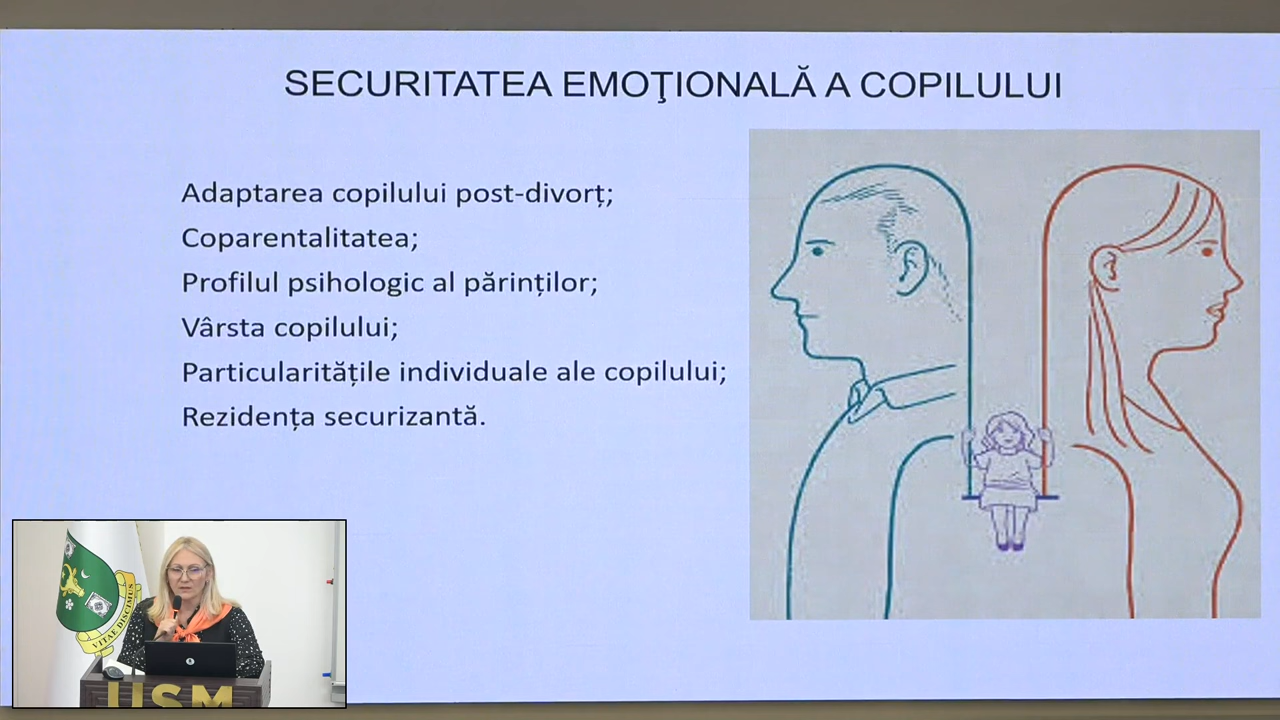 SECURITATEA EMOŢIONALĂ A COPILULUI
Adaptarea copilului post-divorț;
Coparentalitatea;
Profilul psihologic al părinților;
Vârsta copilului;
Particularitățile individuale ale copilului;
Rezidența securizantă.
VITAE DISCIMUS
USM